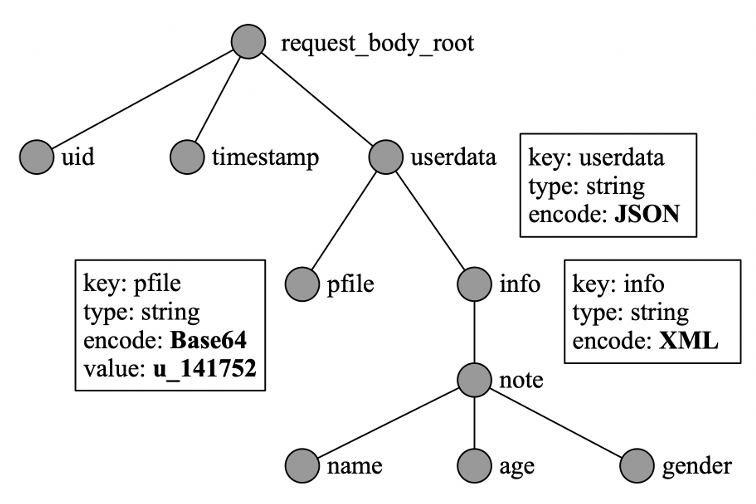 request_body_root
uid
timestamp
userdata
key: userdata
type: string
encode: JSON
key: pfile
type: string
encode: Base64
value: u_141752
pfile
info
key: info
type: string
encode: XML
note
name
age
gender